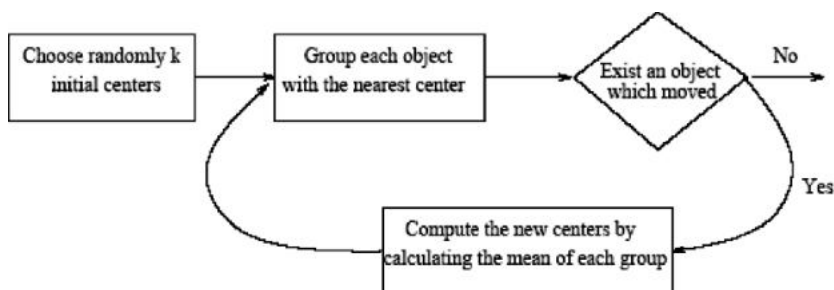 Choose randomly k
initial centers
Group each object
with the nearest center
Exist an object
which moved
No
Yes
Compute the new centers by
calculating the mean of each group